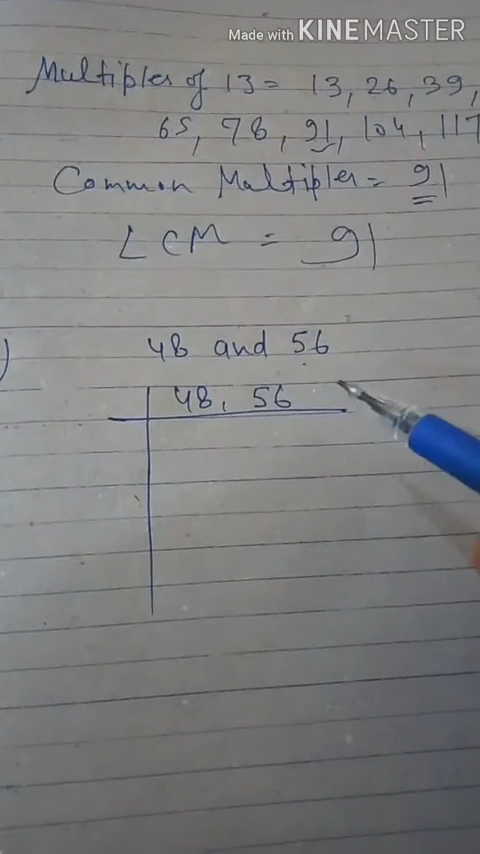 Made with KINEMASTER
Multiples of 13 = 13, 26, 39,
65, 78, 91, 104, 117
Common Multiples = 91
LCM = 91
) 48 and 56
48, 56